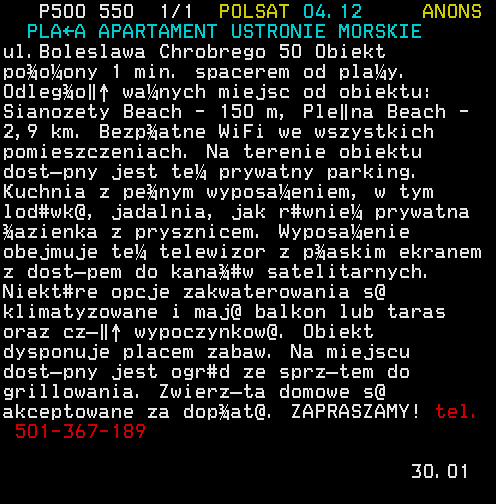 P500 550 1/1 POLSAT 04.12 ANONS
PLA←A APARTAMENT USTRONIE MORSKIE
ul. Boleslawa Chrobrego 50 Obiekt
po¾o¼ony 1 min. spacerem od pla¼y.
Odleg¾o‖↑ wa¼nych miejsc od obiektu:
Sianozety Beach - 150 m, Ple‖na Beach -
2,9 km. Bezp¾atne WiFi we wszystkich
pomieszczeniach. Na terenie obiektu
dost—pny jest te¼ prywatny parking.
Kuchnia z pe¾nym wyposa¼eniem, w tym
lod#wk@, jadalnia, jak r#wnie¼ prywatna
¾azienka z prysznicem. Wyposa¼enie
obejmuje te¼ telewizor z p¾askim ekranem
z dost—pem do kana¾#w satelitarnych.
Niekt#re opcje zakwaterowania s@
klimatyzowane i maj@ balkon lub taras
oraz cz—‖↑ wypoczynkow@. Obiekt
dysponuje placem zabaw. Na miejscu
dost—pny jest ogr#d ze sprz—tem do
grillowania. Zwierz—ta domowe s@
akceptowane za dop¾at@. ZAPRASZAMY! tel.
501-367-189
30.01